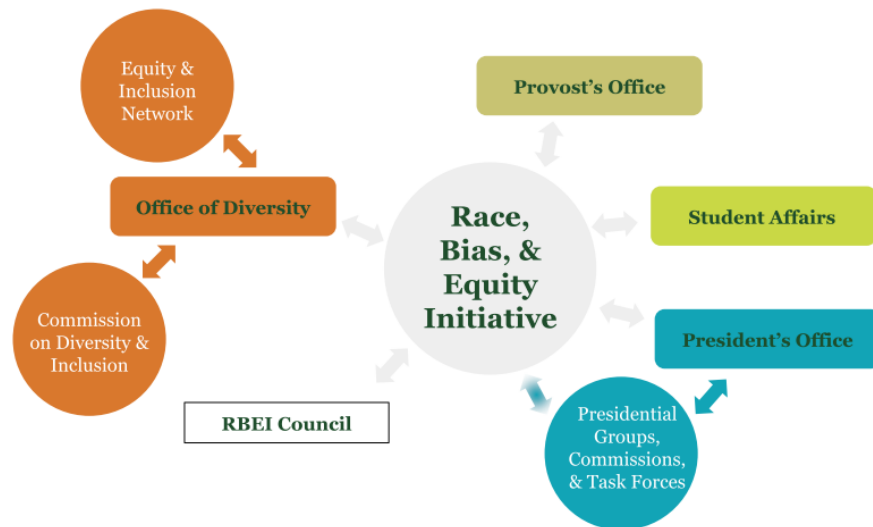 Equity &
Inclusion
Network
Provost's Office
Office of Diversity
Race,
Bias, &
Equity
Initiative
Student Affairs
Commission
on Diversity &
Inclusion
President's Office
RBEI Council
Presidential
Groups,
Commissions,
& Task Forces